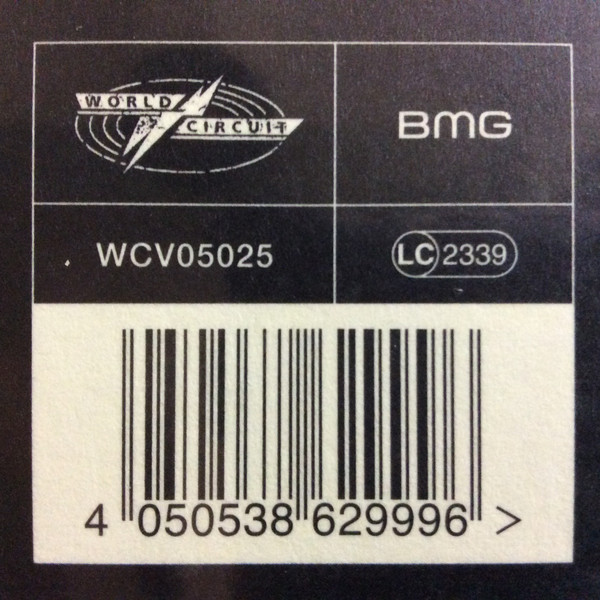 WORLD
CIRCUIT
BMG
WCV05025
LC 2339
4 050538 629996 >